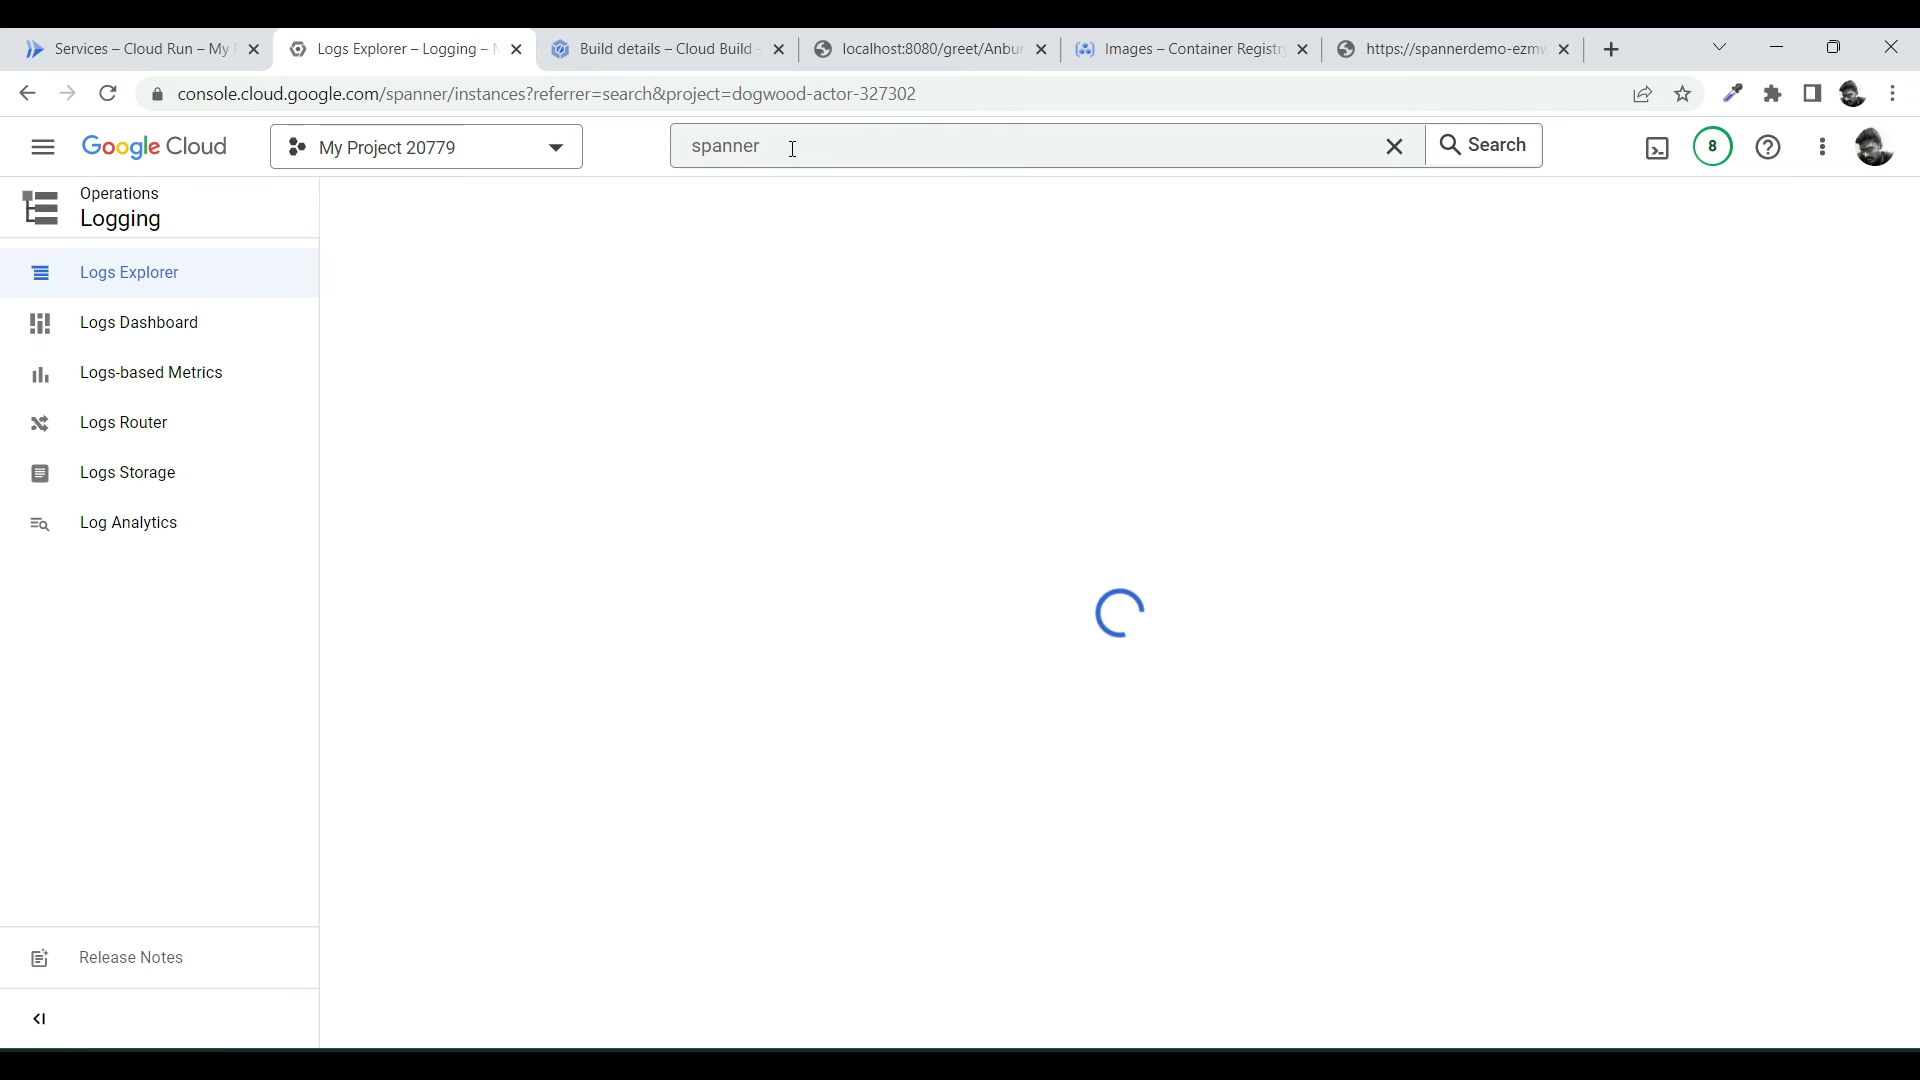 Services – Cloud Run – My
Logs Explorer – Logging –
Build details – Cloud Build
localhost:8080/greet/Anbu
Images – Container Registr
https://spannerdemo-ezm
console.cloud.google.com/spanner/instances?referrer=search&project=dogwood-actor-327302
Google Cloud
My Project 20779
spanner
Search
8
Operations
Logging
Logs Explorer
Logs Dashboard
Logs-based Metrics
Logs Router
Logs Storage
Log Analytics
Release Notes